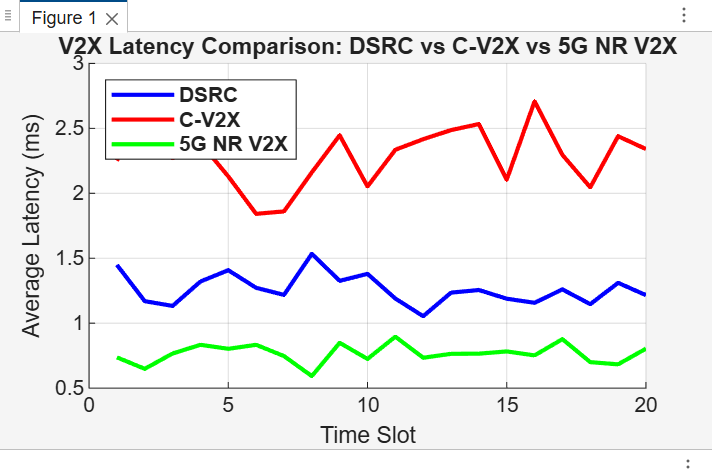 Figure 1
V2X Latency Comparison: DSRC vs C-V2X vs 5G NR V2X
3
2.5
2
1.5
1
0.5
Average Latency (ms)
DSRC
C-V2X
5G NR V2X
0
5
10
15
20
Time Slot